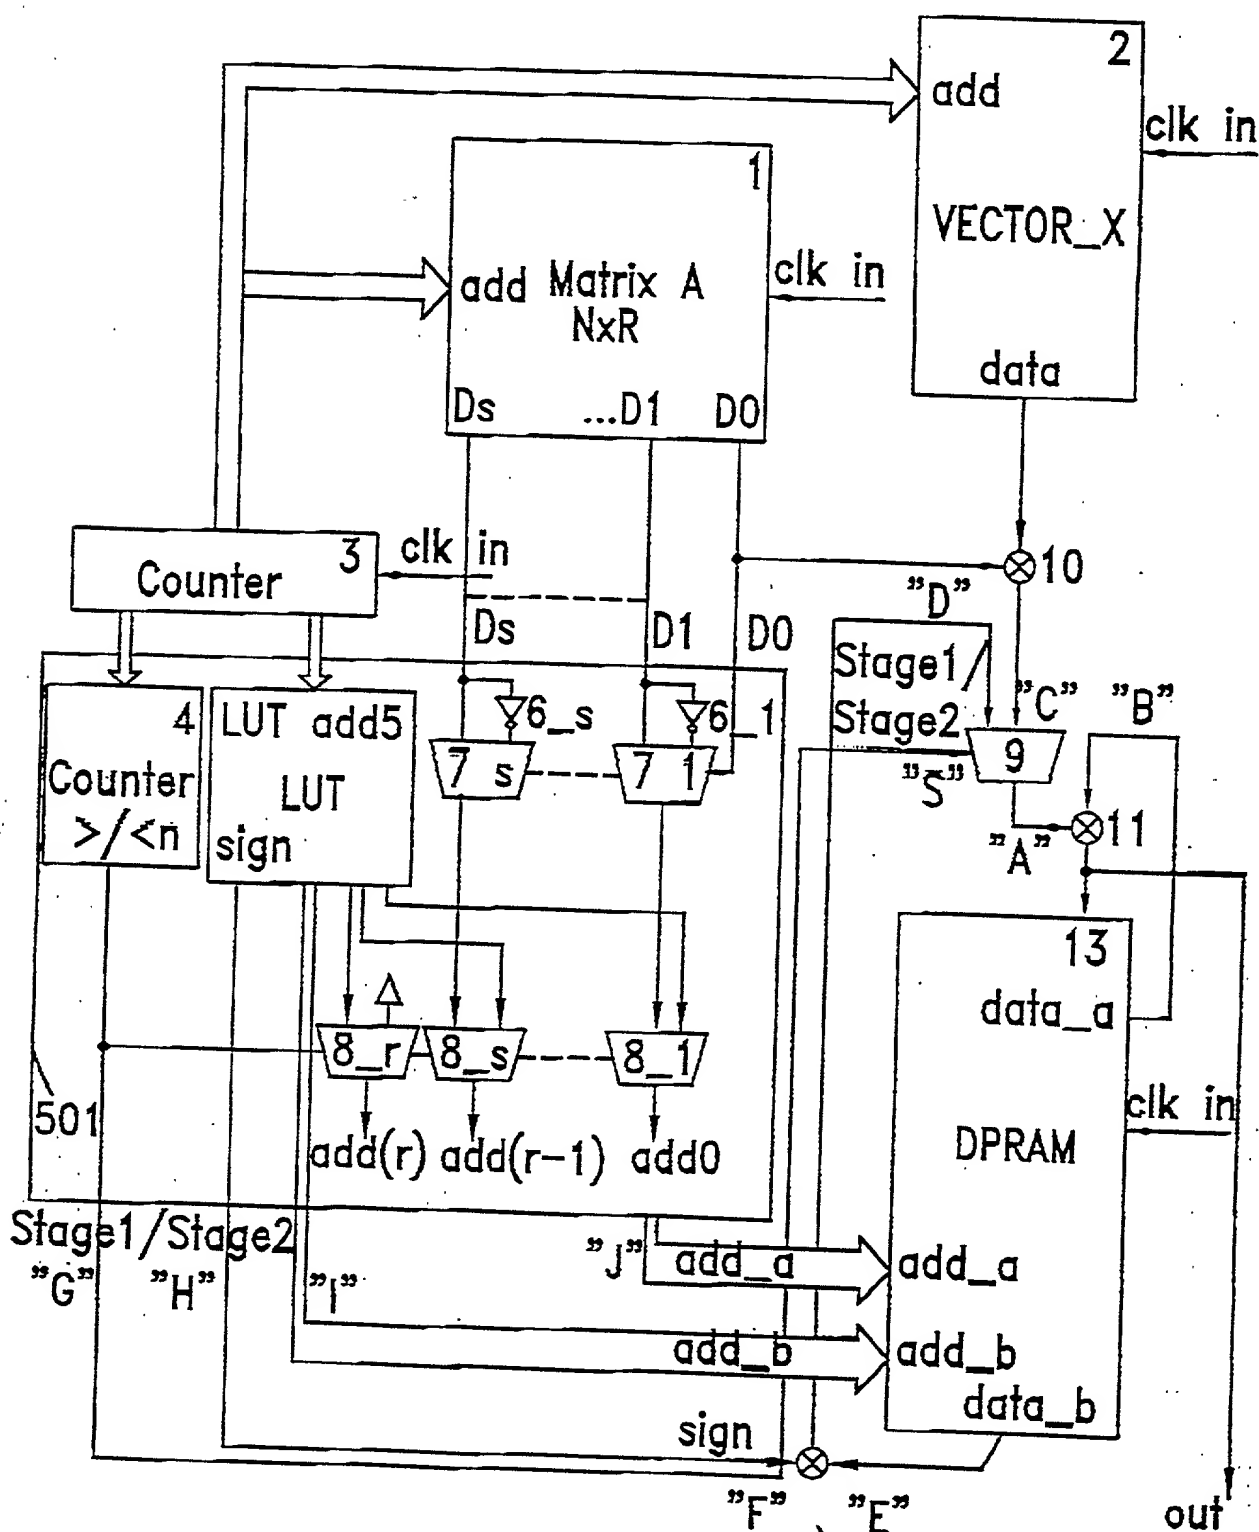 2
add
clk in
1
VECTOR_X
clk in
add Matrix A
NxR
data
Ds ...D1 D0
3
clk in
Counter
10
"D"
Ds D1 D0
Stage1/
Stage2
"C" "B"
4
LUT add5
6_s 6_1
Counter
>/<n
LUT
sign
7 s 7 1
9
"S"
11
"A"
13
data_a
8_r 8_s 8_1
501
clk in
add(r) add(r-1) add0
DPRAM
Stage1/Stage2
"G" "H" "I" "J"
add_a add_a
add_b add_b
data_b
sign
"F" "E"
out